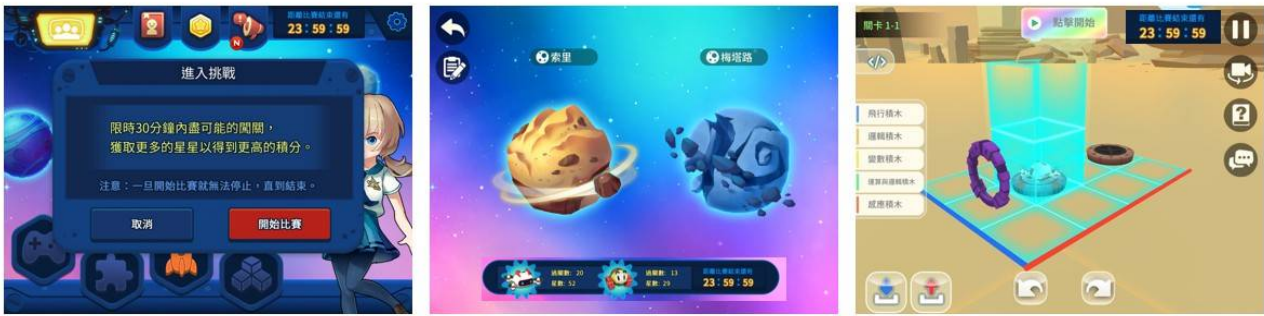 距離比賽結束還有
23:59:59
N
進入挑戰
限時30分鐘內盡可能的闖關，
獲取更多的星星以得到更高的積分。
注意：一旦開始比賽就無法停止，直到結束。
取消
開始比賽
索里
梅塔路
過關數: 20
星數: 52
過關數: 13
星數: 29
距離比賽結束還有
23:59:59
關卡 1-1
點擊開始
距離比賽結束還有
23:59:59
</>
飛行積木
邏輯積木
變數積木
運算與邏輯積木
感應積木
?